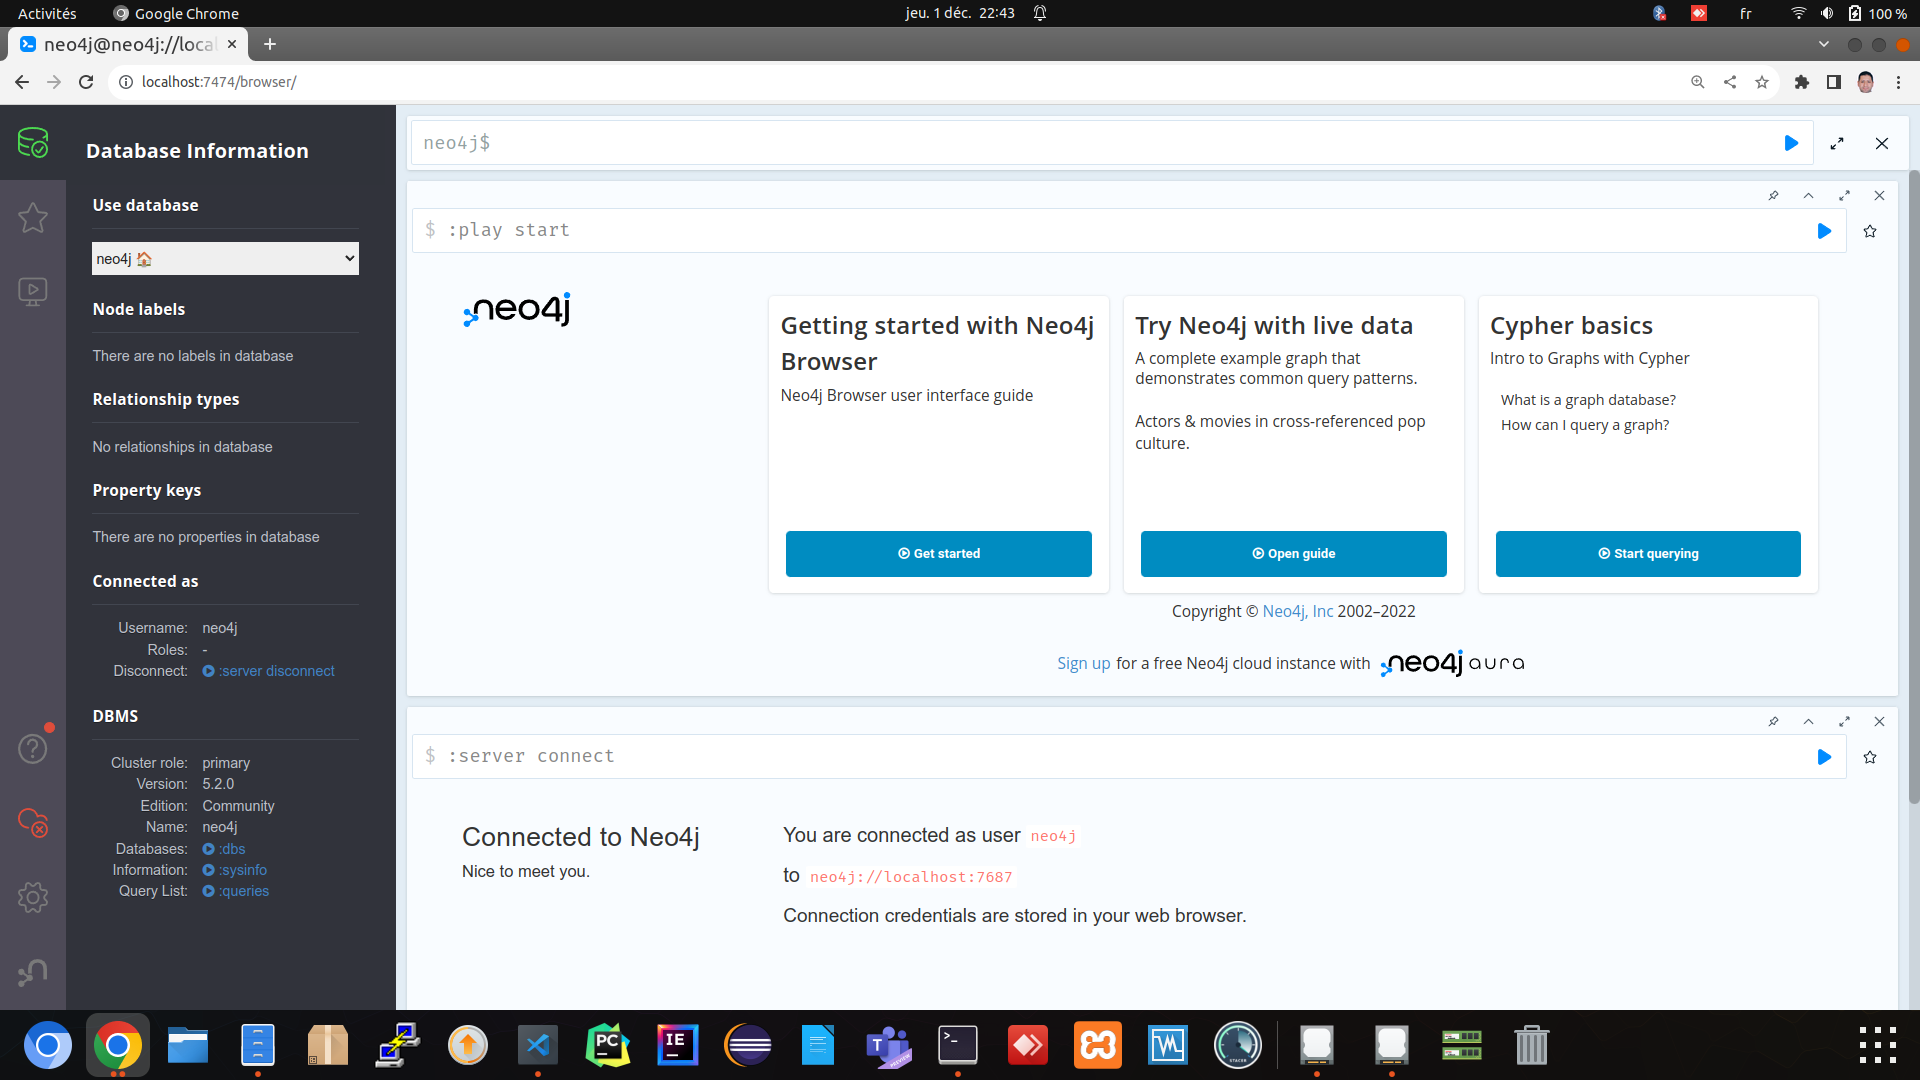 Activités
Google Chrome
jeu. 1 déc. 22:43
fr
100 %
neo4j@neo4j://loca
localhost:7474/browser/
Database Information
Use database
neo4j
Node labels
There are no labels in database
Relationship types
No relationships in database
Property keys
There are no properties in database
Connected as
Username: neo4j
Roles: -
Disconnect: :server disconnect
DBMS
Cluster role: primary
Version: 5.2.0
Edition: Community
Name: neo4j
Databases: :dbs
Information: :sysinfo
Query List: :queries
neo4j$
$ :play start
neo4j
Getting started with Neo4j
Browser
Neo4j Browser user interface guide
Get started
Try Neo4j with live data
A complete example graph that
demonstrates common query patterns.
Actors & movies in cross-referenced pop
culture.
Open guide
Cypher basics
Intro to Graphs with Cypher
What is a graph database?
How can I query a graph?
Start querying
Copyright © Neo4j, Inc 2002–2022
Sign up for a free Neo4j cloud instance with neo4j aura
$ :server connect
Connected to Neo4j
Nice to meet you.
You are connected as user neo4j
to neo4j://localhost:7687
Connection credentials are stored in your web browser.
PC
IE
T
PREVIEW
>_
STACER